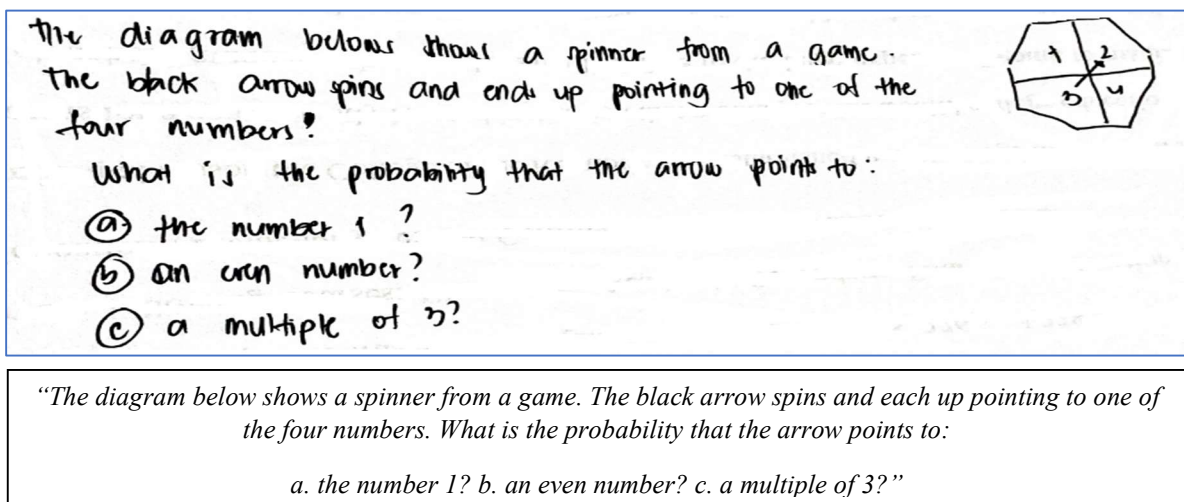 The diagram belows shows a spinner from a game.
The black arrow spins and ends up pointing to one of the
four numbers!
What is the probability that the arrow points to:
a the number 1 ?
b an even number?
c a multiple of 3?
1 2
3 4
“The diagram below shows a spinner from a game. The black arrow spins and each up pointing to one of
the four numbers. What is the probability that the arrow points to:
a. the number 1? b. an even number? c. a multiple of 3?”